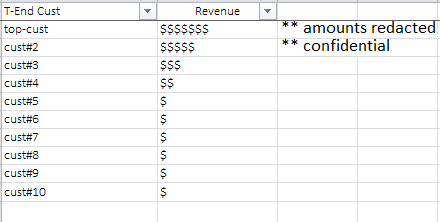 T-End Cust Revenue
top-cust $$$$$$$ ** amounts redacted
cust#2 $$$$$ ** confidential
cust#3 $$$
cust#4 $$
cust#5 $
cust#6 $
cust#7 $
cust#8 $
cust#9 $
cust#10 $